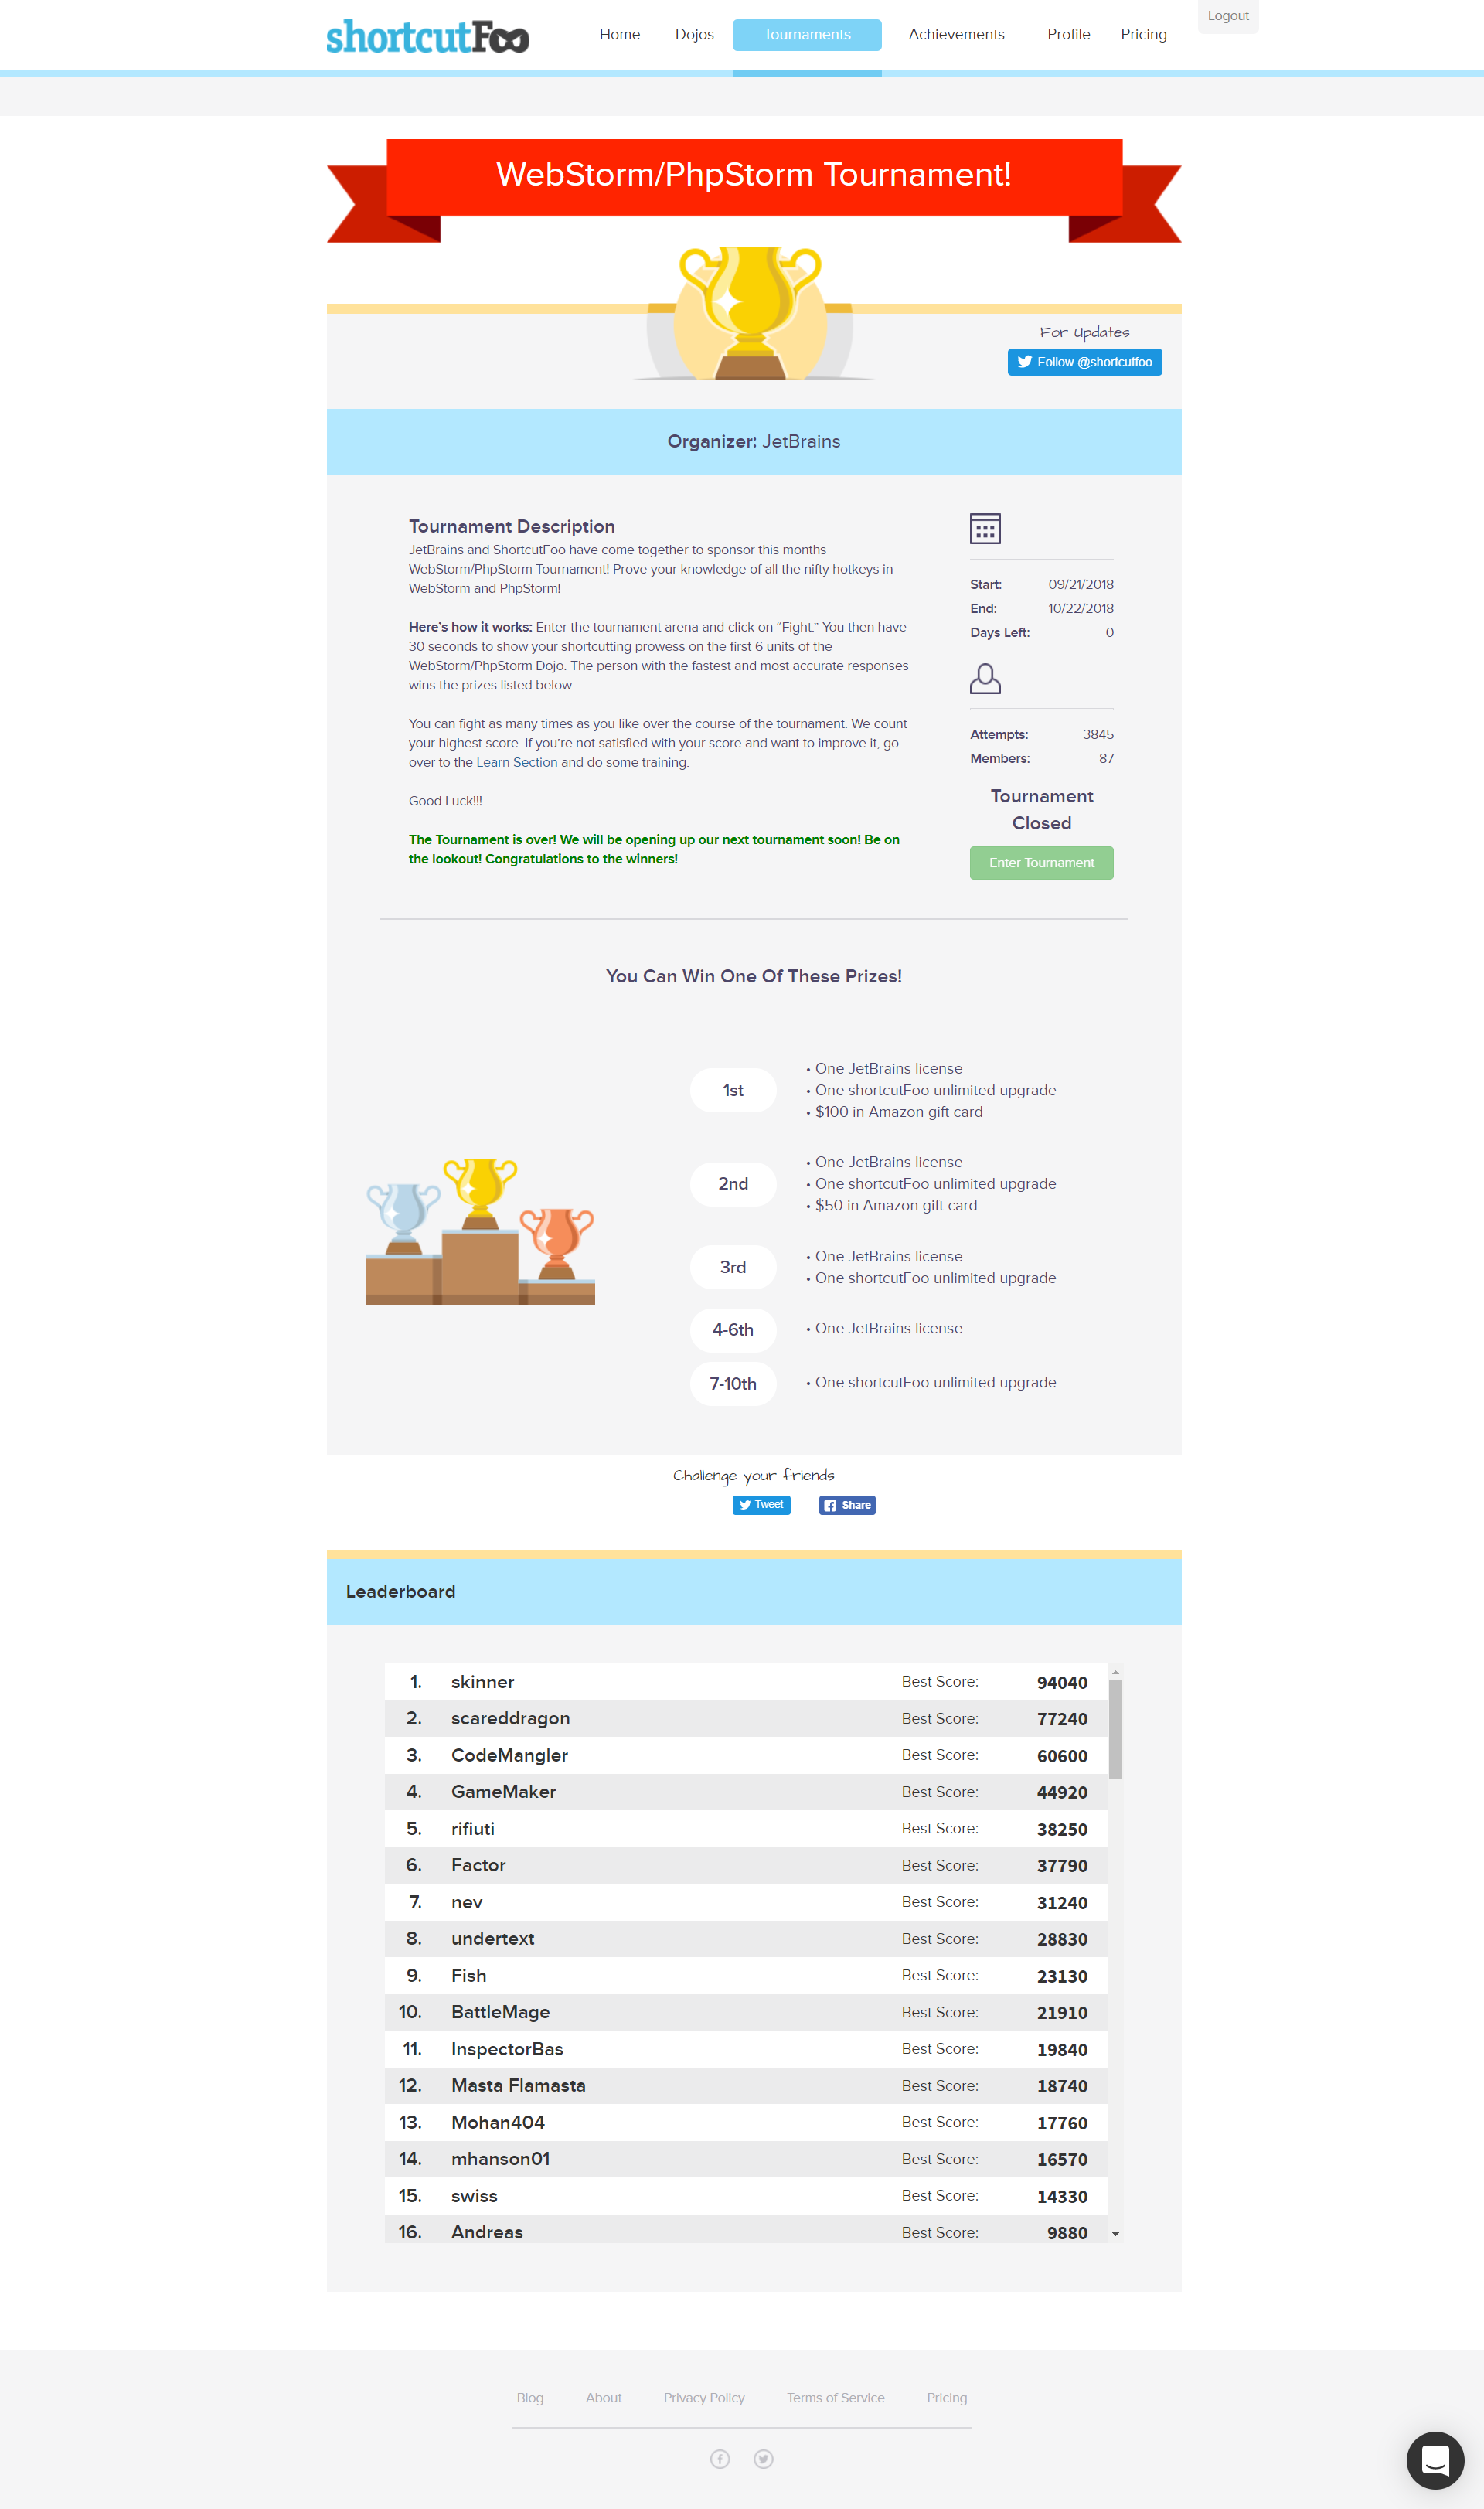 Logout
shortcutFoo Home Dojos Tournaments Achievements Profile Pricing
WebStorm/PhpStorm Tournament!
For Updates
Follow @shortcutfoo
Organizer: JetBrains
Tournament Description
JetBrains and ShortcutFoo have come together to sponsor this months
WebStorm/PhpStorm Tournament! Prove your knowledge of all the nifty hotkeys in
WebStorm and PhpStorm!
Here's how it works: Enter the tournament arena and click on “Fight.” You then have
30 seconds to show your shortcutting prowess on the first 6 units of the
WebStorm/PhpStorm Dojo. The person with the fastest and most accurate responses
wins the prizes listed below.
You can fight as many times as you like over the course of the tournament. We count
your highest score. If you're not satisfied with your score and want to improve it, go
over to the Learn Section and do some training.
Good Luck!!!
The Tournament is over! We will be opening up our next tournament soon! Be on
the lookout! Congratulations to the winners!
Start: 09/21/2018
End: 10/22/2018
Days Left: 0
Attempts: 3845
Members: 87
Tournament
Closed
Enter Tournament
You Can Win One Of These Prizes!
1st
• One JetBrains license
• One shortcutFoo unlimited upgrade
• $100 in Amazon gift card
2nd
• One JetBrains license
• One shortcutFoo unlimited upgrade
• $50 in Amazon gift card
3rd
• One JetBrains license
• One shortcutFoo unlimited upgrade
4-6th
• One JetBrains license
7-10th
• One shortcutFoo unlimited upgrade
Challenge your friends
Tweet Share
Leaderboard
1. skinner Best Score: 94040
2. scareddragon Best Score: 77240
3. CodeMangler Best Score: 60600
4. GameMaker Best Score: 44920
5. rifiuti Best Score: 38250
6. Factor Best Score: 37790
7. nev Best Score: 31240
8. undertext Best Score: 28830
9. Fish Best Score: 23130
10. BattleMage Best Score: 21910
11. InspectorBas Best Score: 19840
12. Masta Flamasta Best Score: 18740
13. Mohan404 Best Score: 17760
14. mhanson01 Best Score: 16570
15. swiss Best Score: 14330
16. Andreas Best Score: 9880
Blog About Privacy Policy Terms of Service Pricing